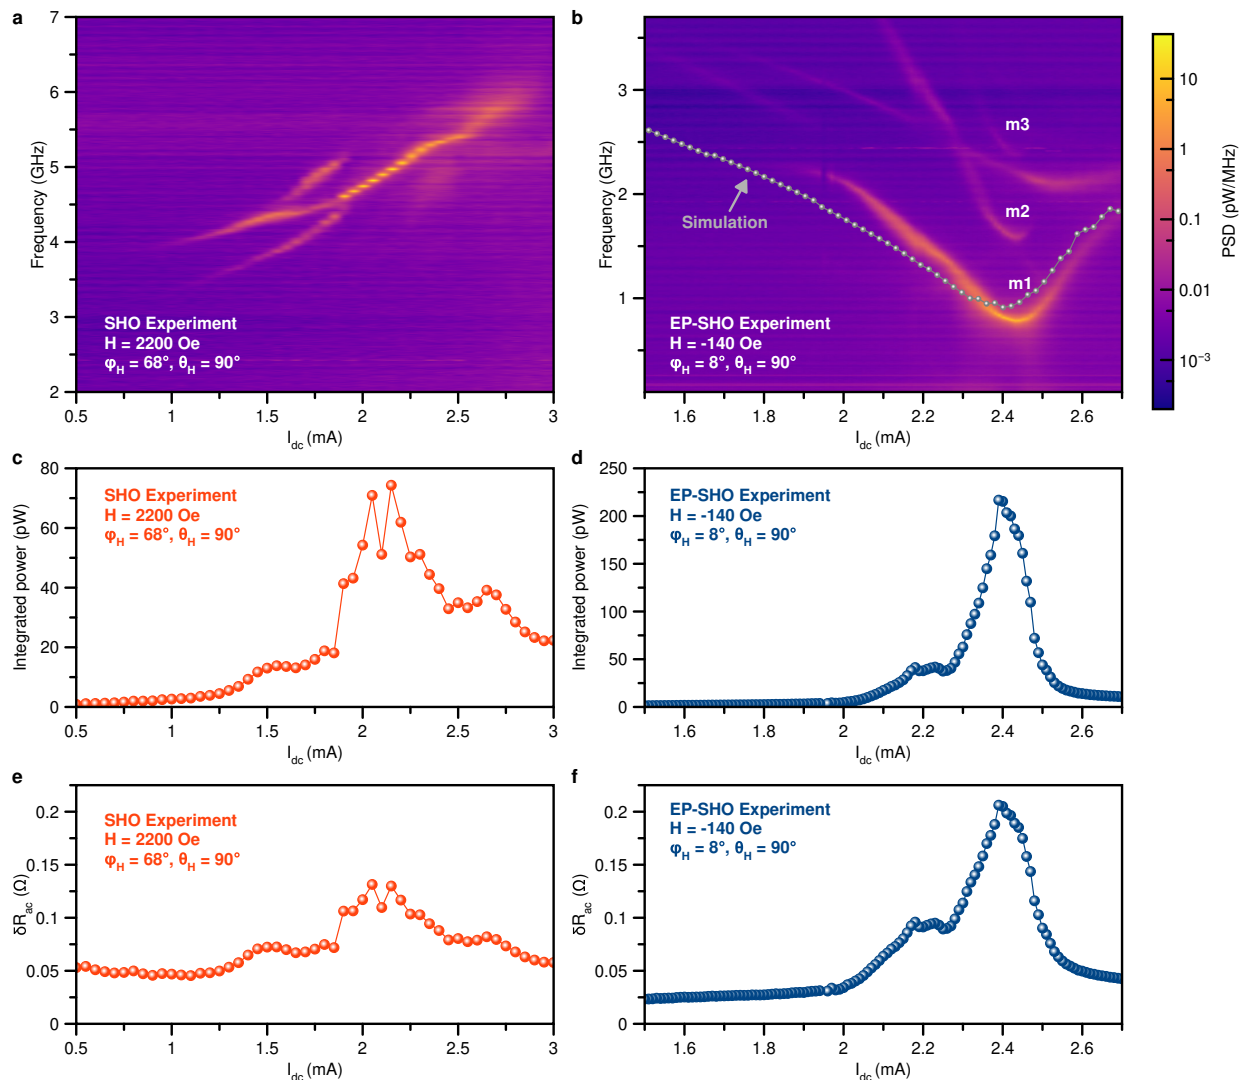 a
7
6
5
4
3
2
Frequency (GHz)
SHO Experiment
H = 2200 Oe
φH = 68°, θH = 90°
0.5
1
1.5
2
2.5
3
Idc (mA)
b
3
2
1
Frequency (GHz)
m3
m2
m1
Simulation
EP-SHO Experiment
H = -140 Oe
φH = 8°, θH = 90°
1.6
1.8
2
2.2
2.4
2.6
Idc (mA)
10
1
0.1
0.01
10⁻³
PSD (pW/MHz)
c
80
60
40
20
0
Integrated power (pW)
SHO Experiment
H = 2200 Oe
φH = 68°, θH = 90°
0.5
1
1.5
2
2.5
3
Idc (mA)
d
250
200
150
100
50
0
Integrated power (pW)
EP-SHO Experiment
H = -140 Oe
φH = 8°, θH = 90°
1.6
1.8
2
2.2
2.4
2.6
Idc (mA)
e
0.2
0.15
0.1
0.05
0
δRac (Ω)
SHO Experiment
H = 2200 Oe
φH = 68°, θH = 90°
0.5
1
1.5
2
2.5
3
Idc (mA)
f
0.2
0.15
0.1
0.05
0
δRac (Ω)
EP-SHO Experiment
H = -140 Oe
φH = 8°, θH = 90°
1.6
1.8
2
2.2
2.4
2.6
Idc (mA)